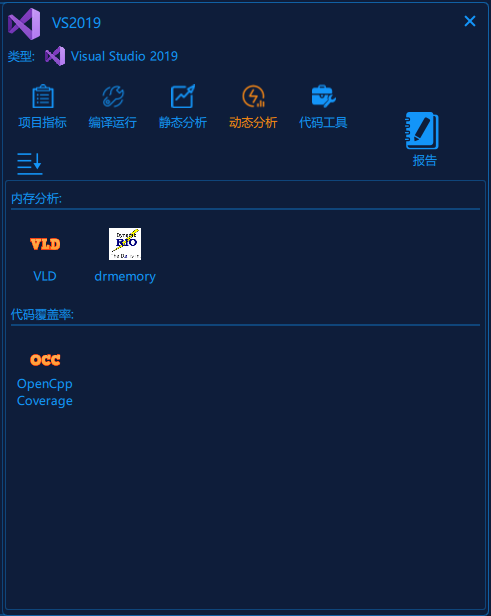 VS2019
类型: Visual Studio 2019
项目指标 编译运行 静态分析 动态分析 代码工具
报告
内存分析:
VLD
RIO
VLD drmemory
代码覆盖率:
OCC
OpenCpp
Coverage